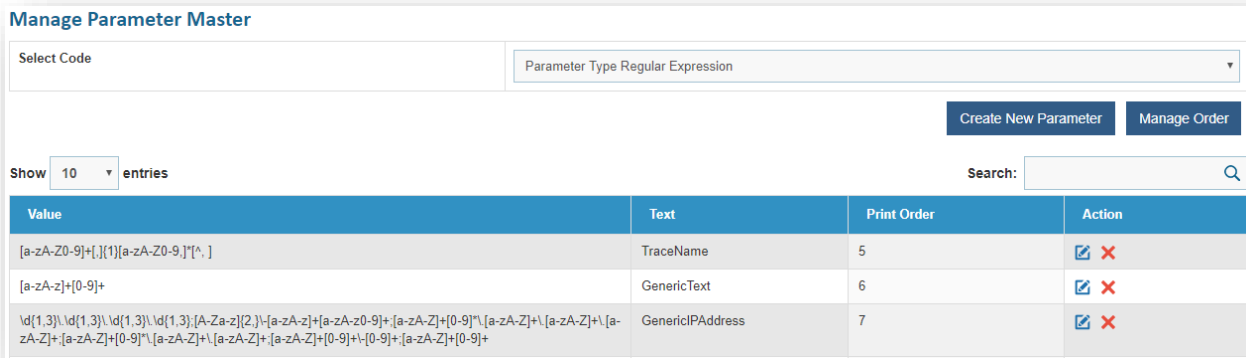 Manage Parameter Master
Select Code
Parameter Type Regular Expression
Create New Parameter
Manage Order
Show 10 entries
Search:
Value Text Print Order Action
[a-zA-Z0-9]+[,]{1}[a-zA-Z0-9,]*[^, ] TraceName 5
[a-zA-z]+[0-9]+ GenericText 6
\d{1,3}\.\d{1,3}\.\d{1,3}\.\d{1,3};[A-Za-z]{2,}\-[a-zA-z]+[a-zA-z0-9]+;[a-zA-Z]+[0-9]*\.[a-zA-Z]+\.[a-zA-Z]+\.[a- GenericIPAddress 7
zA-Z]+;[a-zA-Z]+[0-9]*\.[a-zA-Z]+\.[a-zA-Z]+;[a-zA-Z]+[0-9]+\-[0-9]+;[a-zA-Z]+[0-9]+